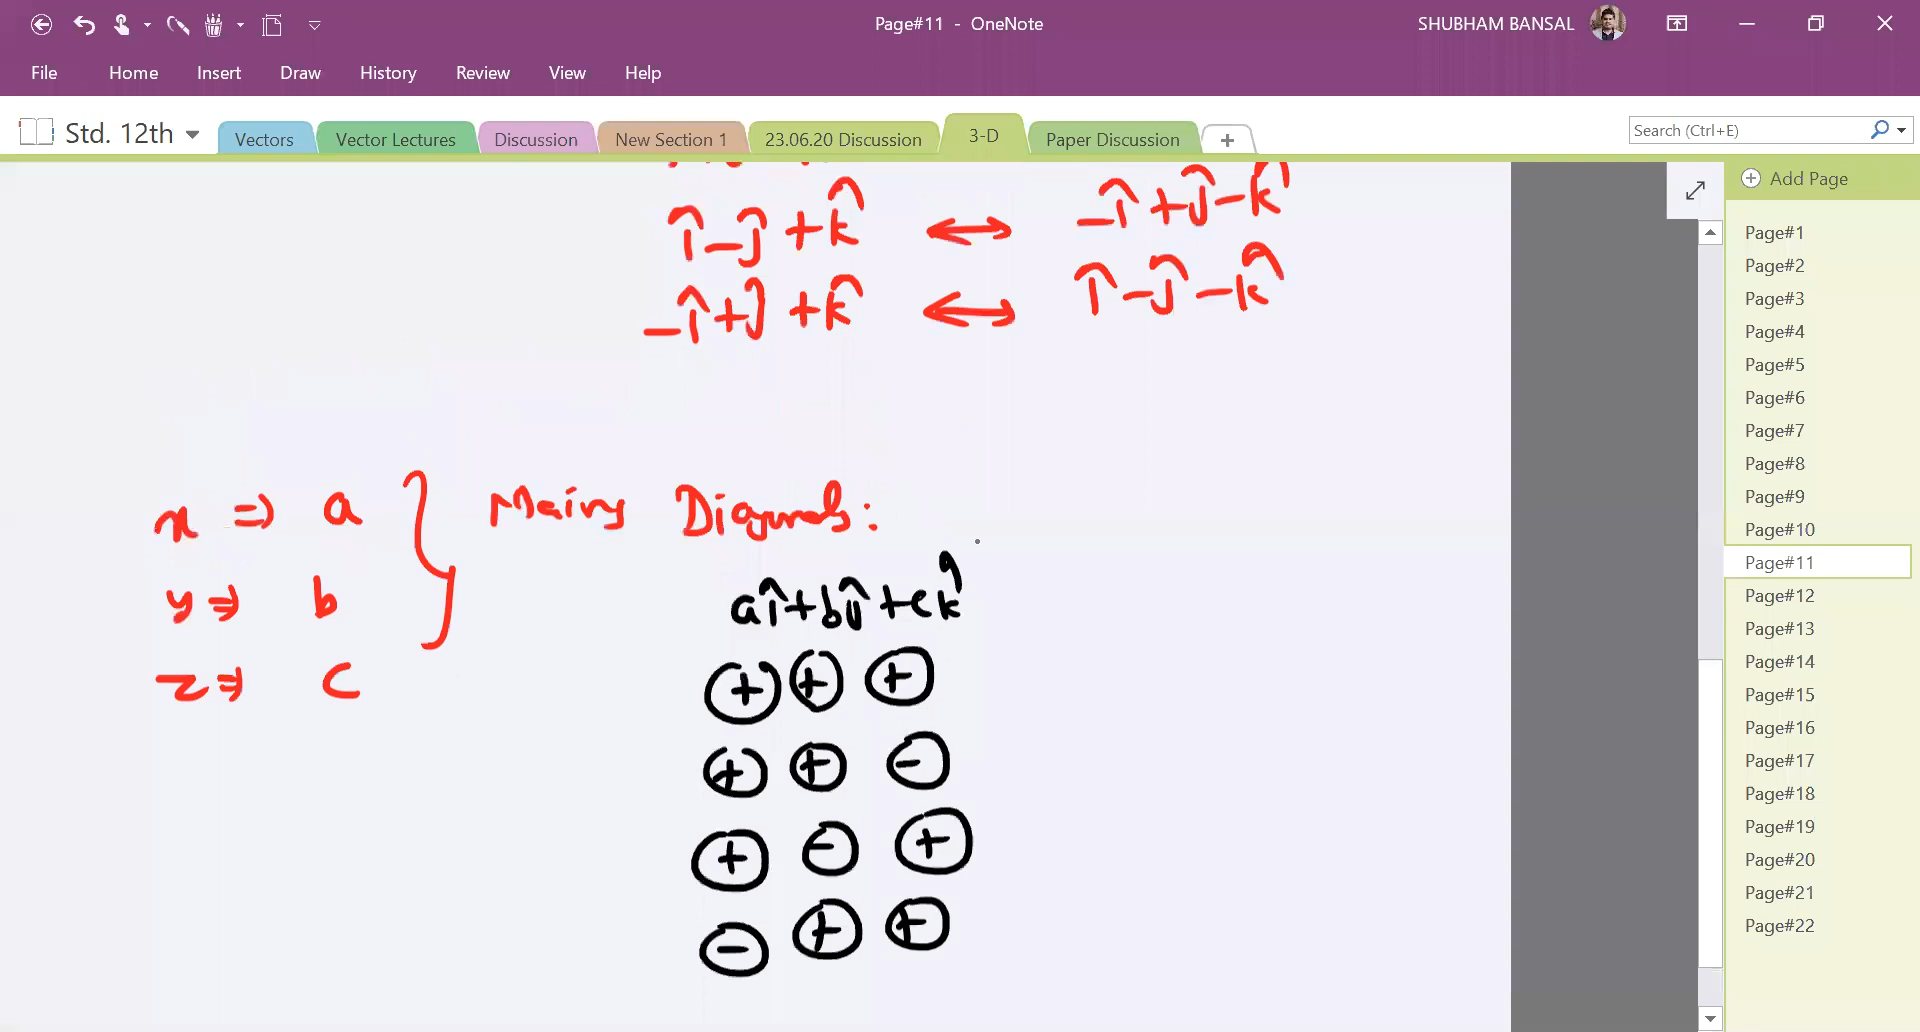 Page#11 - OneNote
SHUBHAM BANSAL
File Home Insert Draw History Review View Help
Std. 12th
Vectors
Vector Lectures
Discussion
New Section 1
23.06.20 Discussion
3-D
Paper Discussion
+
Search (Ctrl+E)
Add Page
î-ĵ+k̂ ↔ -î+ĵ-k̂
-î+ĵ+k̂ ↔ î-ĵ-k̂
x ⇒ a
y ⇒ b
z ⇒ c
Mains Diagonals:
aî+bĵ+ck̂
+ + +
+ + -
+ - +
- + +
Page#1
Page#2
Page#3
Page#4
Page#5
Page#6
Page#7
Page#8
Page#9
Page#10
Page#11
Page#12
Page#13
Page#14
Page#15
Page#16
Page#17
Page#18
Page#19
Page#20
Page#21
Page#22